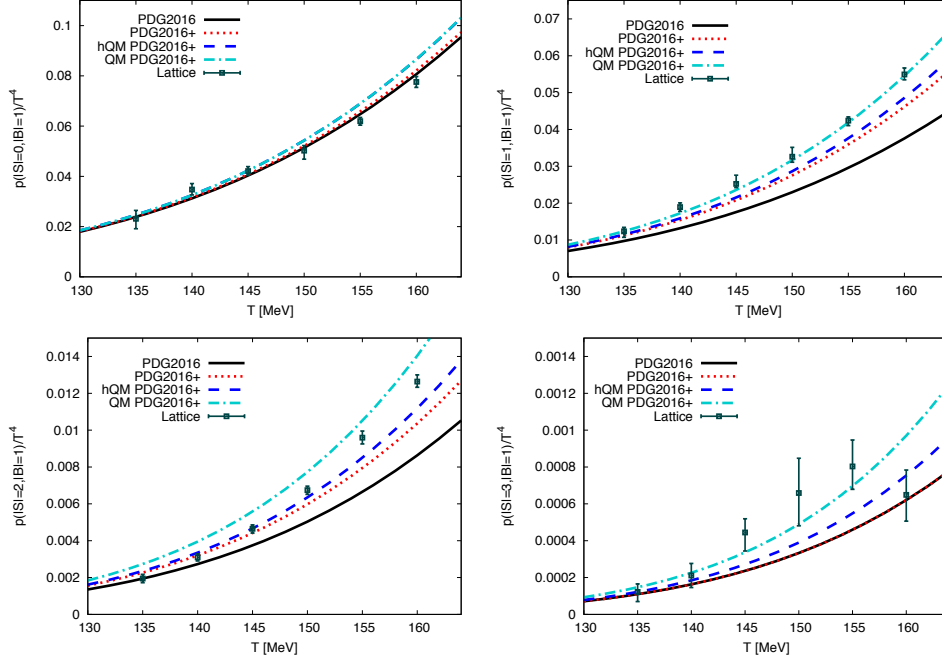 p(|S|=0,|B|=1)/T⁴
0.1
0.08
0.06
0.04
0.02
0
PDG2016
PDG2016+
hQM PDG2016+
QM PDG2016+
Lattice
130 135 140 145 150 155 160
T [MeV]
p(|S|=1,|B|=1)/T⁴
0.07
0.06
0.05
0.04
0.03
0.02
0.01
0
PDG2016
PDG2016+
hQM PDG2016+
QM PDG2016+
Lattice
130 135 140 145 150 155 160
T [MeV]
p(|S|=2,|B|=1)/T⁴
0.014
0.012
0.01
0.008
0.006
0.004
0.002
0
PDG2016
PDG2016+
hQM PDG2016+
QM PDG2016+
Lattice
130 135 140 145 150 155 160
T [MeV]
p(|S|=3,|B|=1)/T⁴
0.0014
0.0012
0.001
0.0008
0.0006
0.0004
0.0002
0
PDG2016
PDG2016+
hQM PDG2016+
QM PDG2016+
Lattice
130 135 140 145 150 155 160
T [MeV]